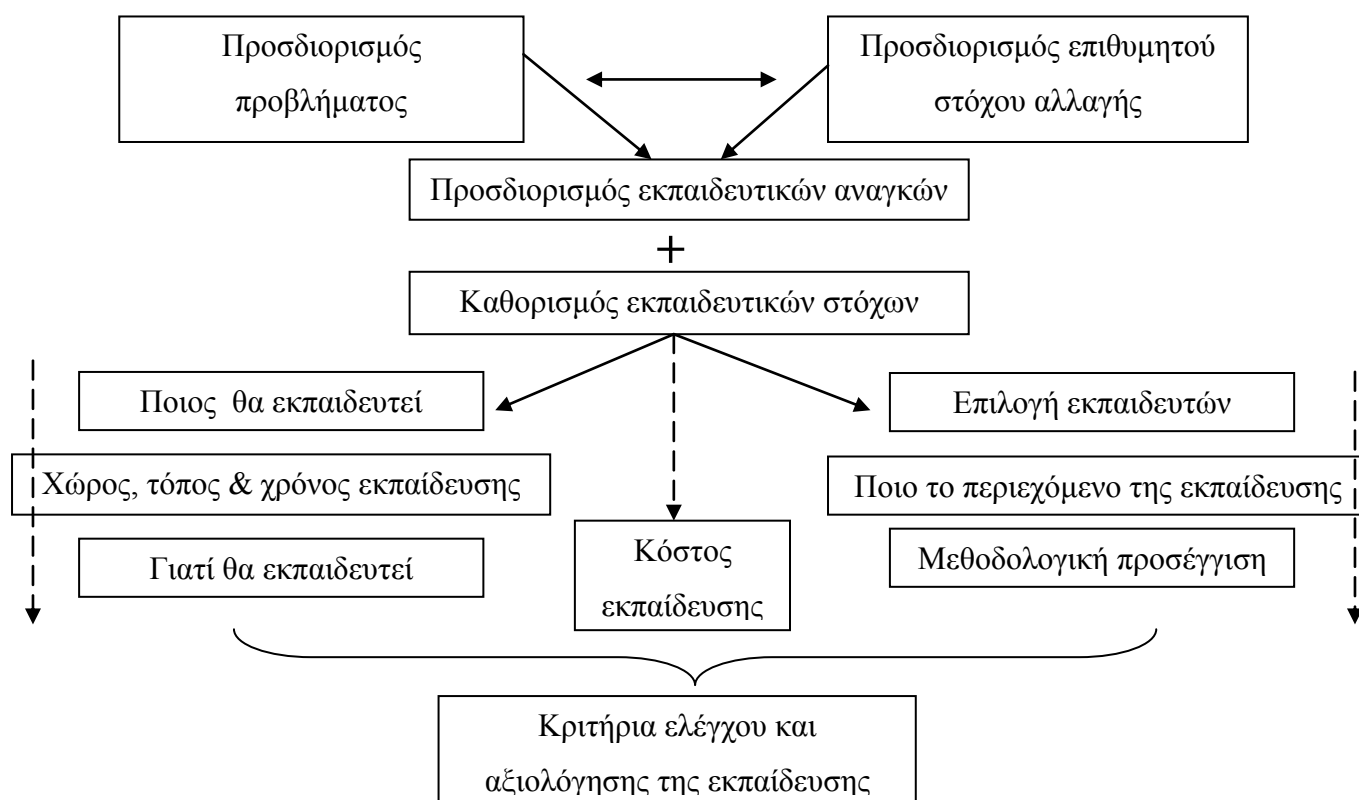 Προσδιορισμός
προβλήματος
Προσδιορισμός επιθυμητού
στόχου αλλαγής
Προσδιορισμός εκπαιδευτικών αναγκών
+
Καθορισμός εκπαιδευτικών στόχων
Ποιος θα εκπαιδευτεί
Επιλογή εκπαιδευτών
Χώρος, τόπος & χρόνος εκπαίδευσης
Ποιο το περιεχόμενο της εκπαίδευσης
Γιατί θα εκπαιδευτεί
Κόστος
εκπαίδευσης
Μεθοδολογική προσέγγιση
Κριτήρια ελέγχου και
αξιολόγησης της εκπαίδευσης